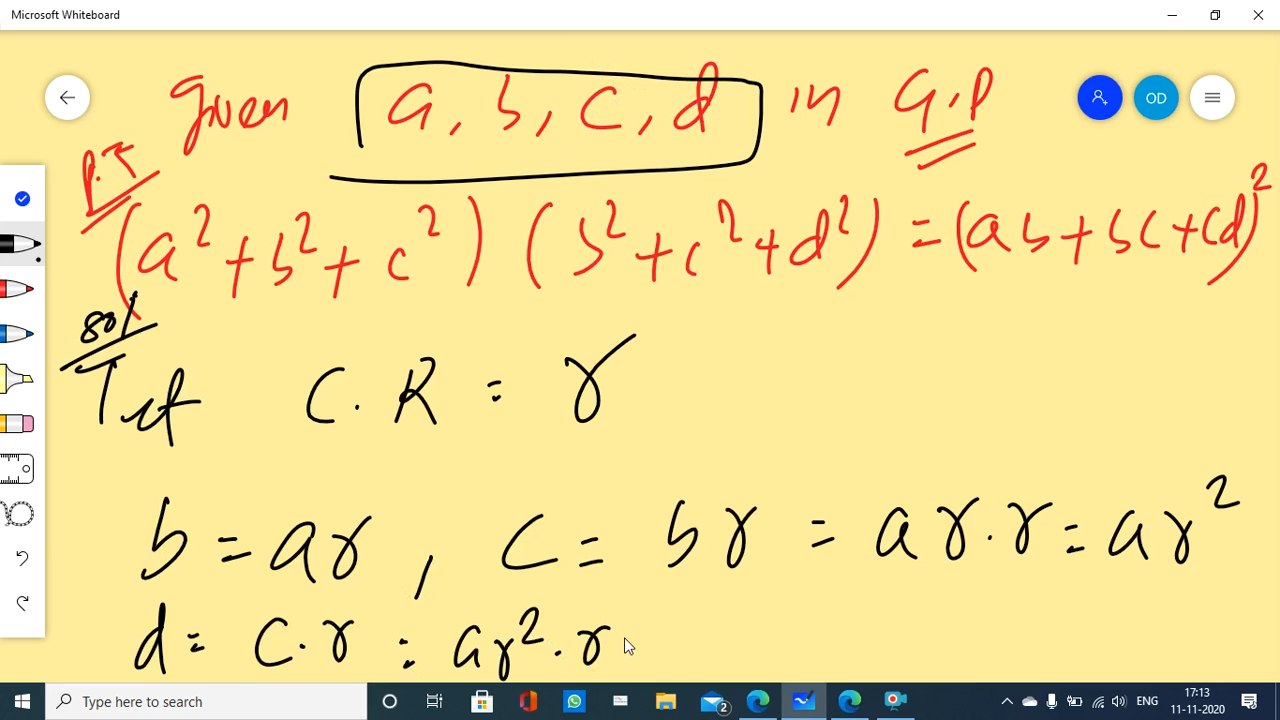 Microsoft Whiteboard
Given a, b, c, d in G.P
P.T
(a²+b²+c²) (b²+c²+d²) = (ab+bc+cd)²
OD
Let C.R = r
b = ar, c = br = ar.r = ar²
d = c.r = ar².r
Type here to search
2
ENG
17:13
11-11-2020